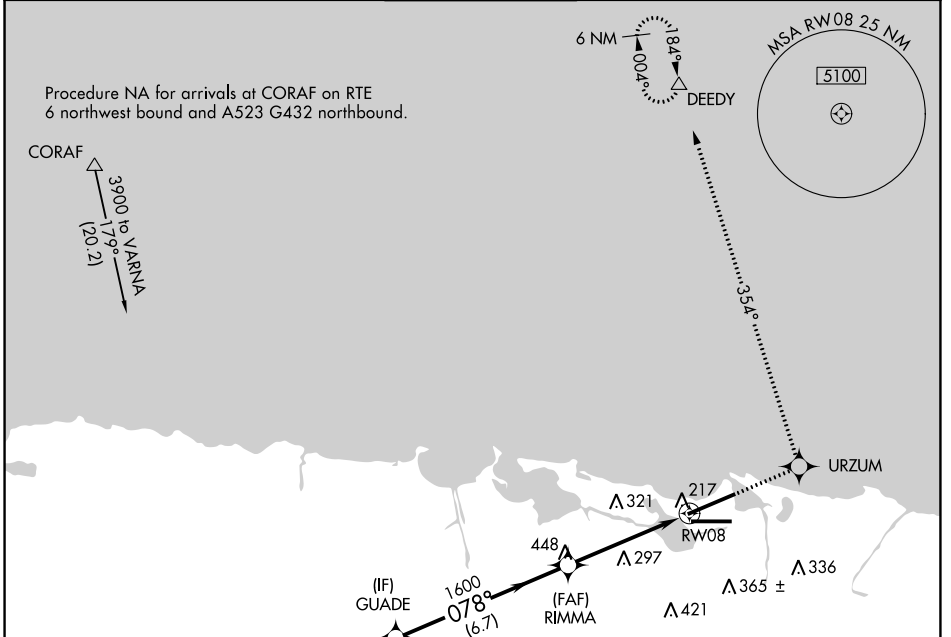 MSA RW08 25 NM
5100
6 NM
184°
004°
DEEDY
Procedure NA for arrivals at CORAF on RTE
6 northwest bound and A523 G432 northbound.
CORAF
3900 to VARNA
179°
(20.2)
354°
URZUM
321
217
RW08
448
297
336
365 ±
421
(IF)
GUADE
1600
078°
(6.7)
(FAF)
RIMMA